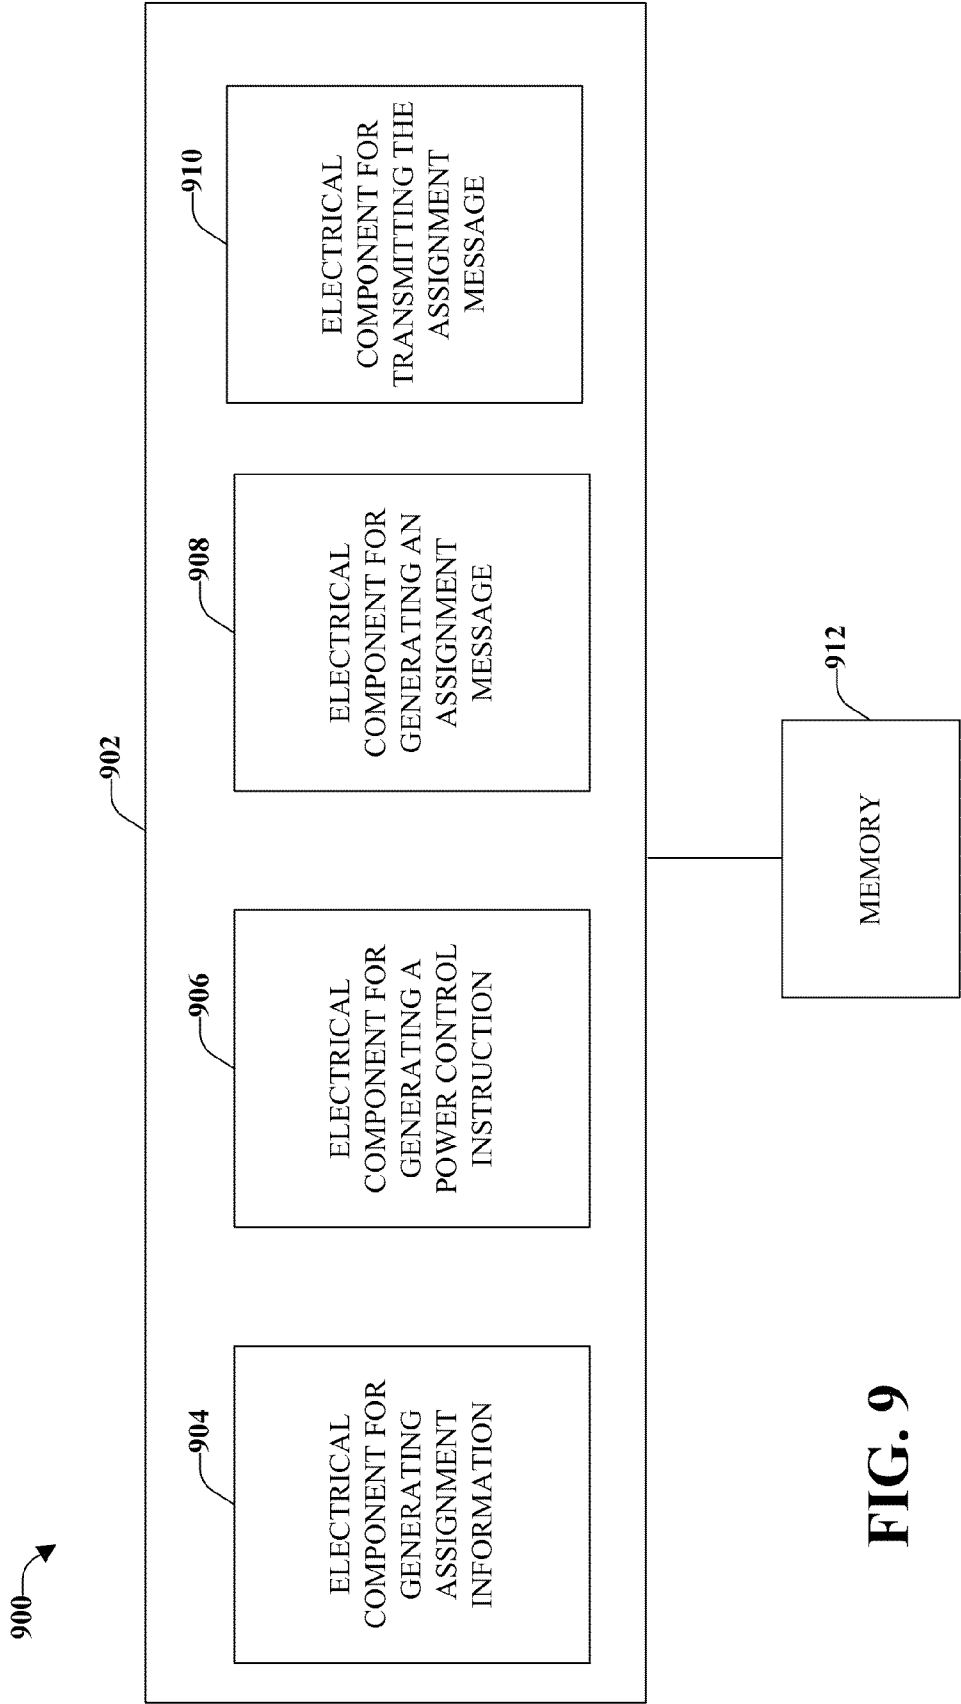 900
902
904
ELECTRICAL
COMPONENT FOR
GENERATING
ASSIGNMENT
INFORMATION
906
ELECTRICAL
COMPONENT FOR
GENERATING A
POWER CONTROL
INSTRUCTION
908
ELECTRICAL
COMPONENT FOR
GENERATING AN
ASSIGNMENT
MESSAGE
910
ELECTRICAL
COMPONENT FOR
TRANSMITTING THE
ASSIGNMENT
MESSAGE
912
MEMORY
FIG. 9